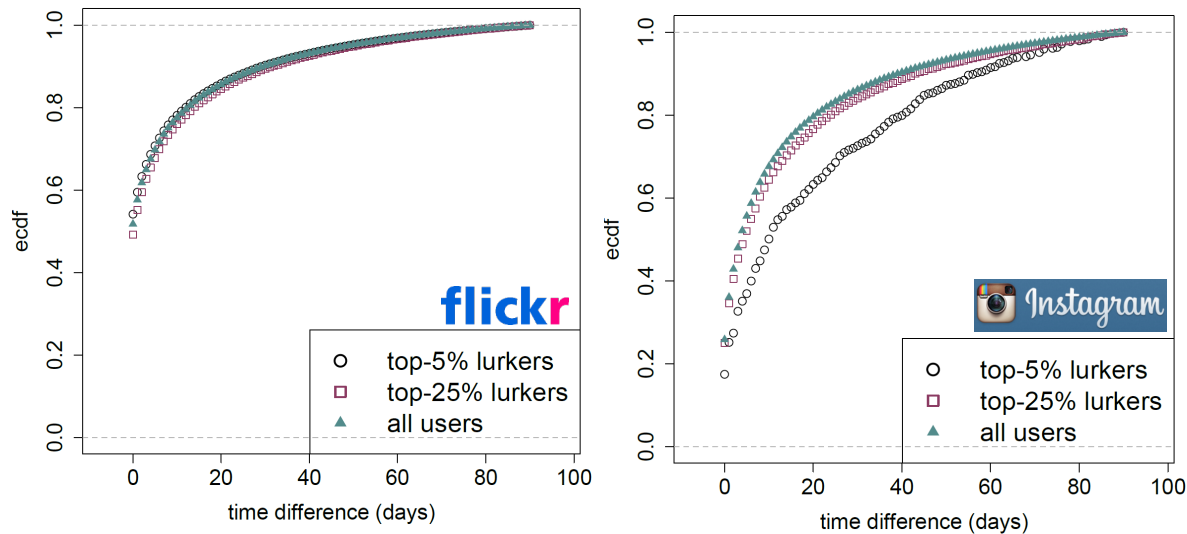 1.0
0.8
0.6
0.4
0.2
0.0
ecdf
flickr
top-5% lurkers
top-25% lurkers
all users
0 20 40 60 80 100
time difference (days)
1.0
0.8
0.6
0.4
0.2
0.0
ecdf
Instagram
top-5% lurkers
top-25% lurkers
all users
0 20 40 60 80 100
time difference (days)